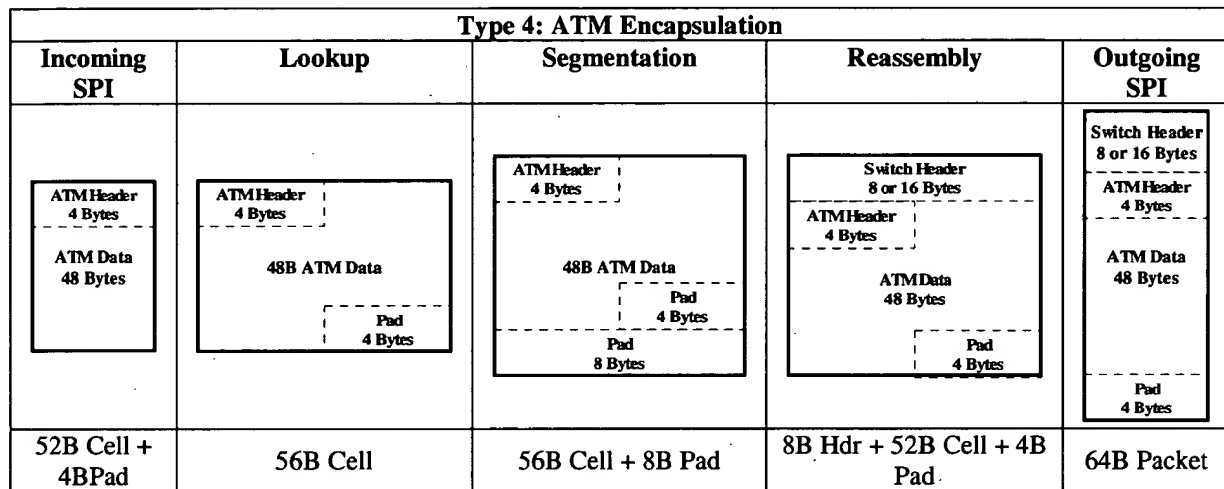 Type 4: ATM Encapsulation
Incoming
SPI
Lookup
Segmentation
Reassembly
Outgoing
SPI
ATM Header
4 Bytes
ATM Data
48 Bytes
ATM Header
4 Bytes
48B ATM Data
Pad
4 Bytes
ATM Header
4 Bytes
48B ATM Data
Pad
4 Bytes
Pad
8 Bytes
Switch Header
8 or 16 Bytes
ATM Header
4 Bytes
ATM Data
48 Bytes
Pad
4 Bytes
Switch Header
8 or 16 Bytes
ATM Header
4 Bytes
ATM Data
48 Bytes
Pad
4 Bytes
52B Cell +
4BPad
56B Cell
56B Cell + 8B Pad
8B Hdr + 52B Cell + 4B
Pad
64B Packet